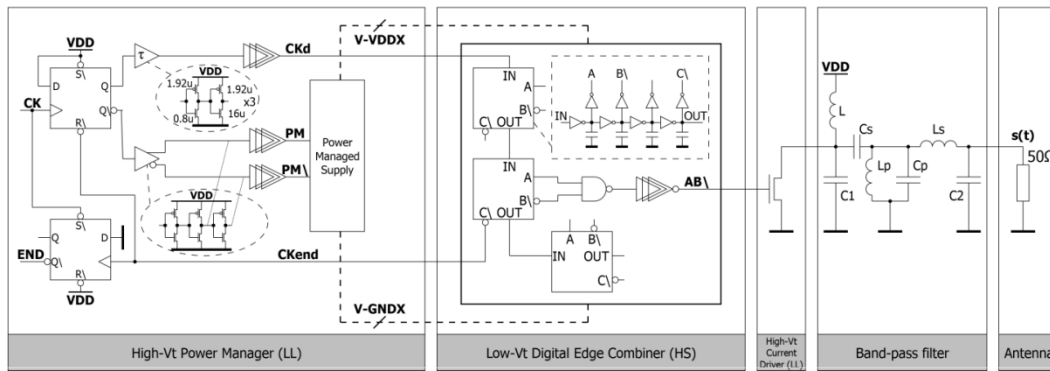 VDD
D
S\
Q
CK
Q\
R\
τ
VDD
1.92u
1.92u
x3
0.8u
16u
CKd
PM
PM\
Power
Managed
Supply
VDD
S\
Q
D
END
Q\
R\
VDD
CKend
V-VDDX
V-GNDX
IN
A
B\
C\
OUT
A
B\
C\
IN
OUT
IN
A
B\
C\
OUT
AB\
A
B\
IN
OUT
C\
VDD
L
Cs
Ls
s(t)
Lp
Cp
50Ω
C1
C2
High-Vt Power Manager (LL)
Low-Vt Digital Edge Combiner (HS)
High-Vt
Current
Driver (LL)
Band-pass filter
Antenna